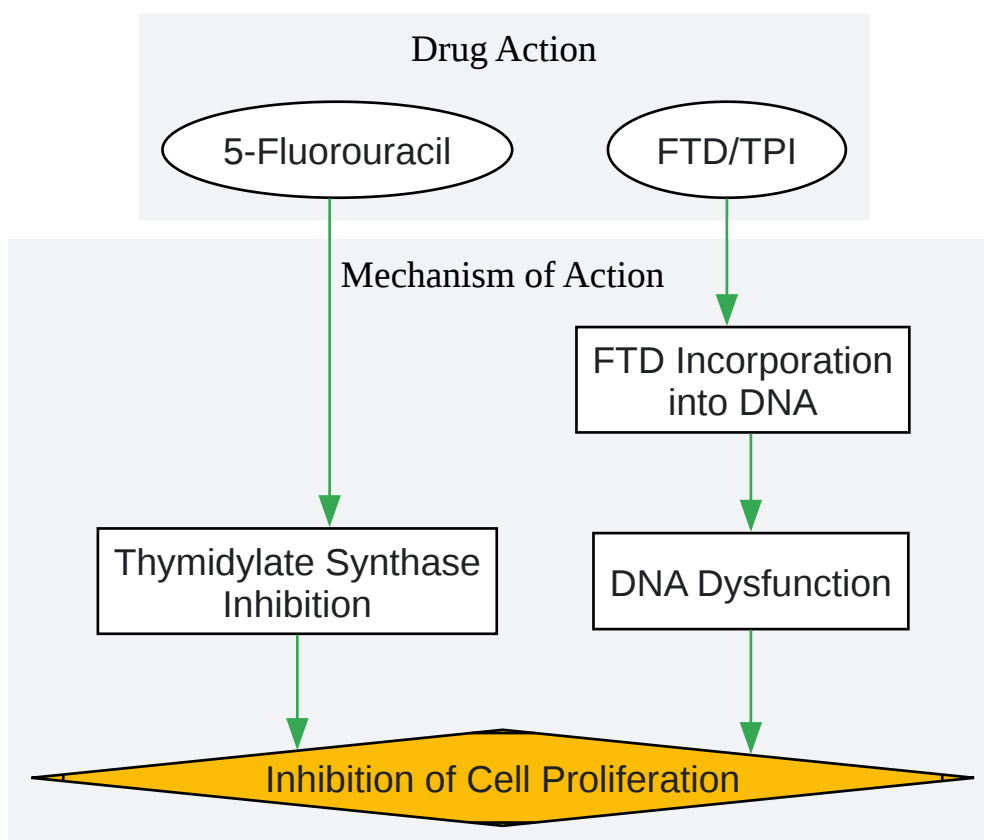 Drug Action
5-Fluorouracil
FTD/TPI
Mechanism of Action
FTD Incorporation
into DNA
Thymidylate Synthase
Inhibition
DNA Dysfunction
Inhibition of Cell Proliferation